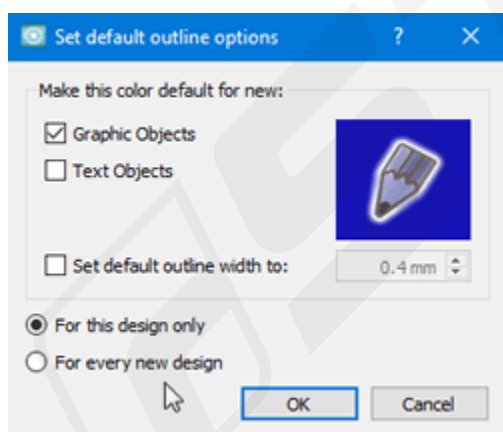 Set default outline options
Make this color default for new:
Graphic Objects
Text Objects
Set default outline width to: 0.4 mm
For this design only
For every new design
OK Cancel